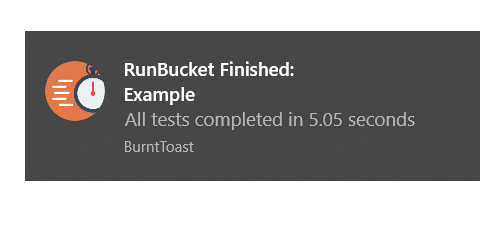 RunBucket Finished:
Example
All tests completed in 5.05 seconds
BurntToast